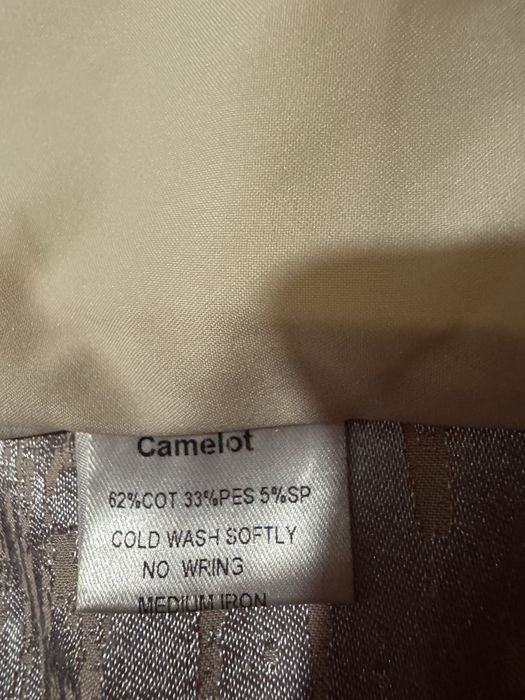 Camelot
62%COT 33%PES 5%SP
COLD WASH SOFTLY
NO WRING
MEDIUM IRON